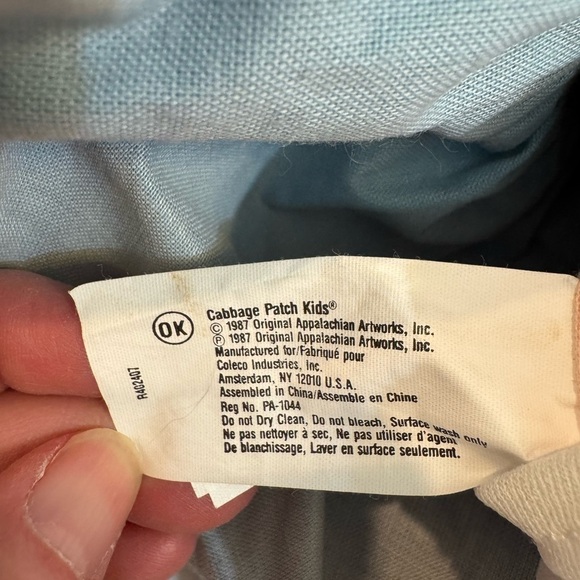 OK
Cabbage Patch Kids®
© 1987 Original Appalachian Artworks, Inc.
℗ 1987 Original Appalachian Artworks, Inc.
Manufactured for/Fabriqué pour
Coleco Industries, Inc.
Amsterdam, NY 12010 U.S.A.
Assembled in China/Assemble en Chine
Reg No. PA-1044
Do not Dry Clean, Do not bleach, Surface wash only
Ne pas nettoyer à sec, Ne pas utiliser d'agent
De blanchissage, Laver en surface seulement.
R402407